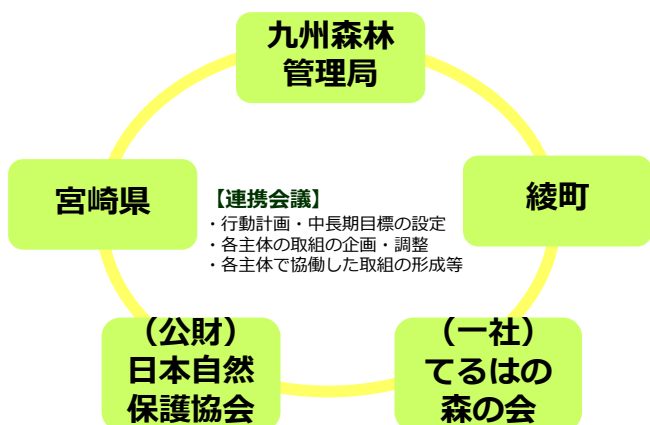 九州森林
管理局
宮崎県
綾町
【連携会議】
・行動計画・中長期目標の設定
・各主体の取組の企画・調整
・各主体で協働した取組の形成等
（公財）
日本自然
保護協会
（一社）
てるはの
森の会